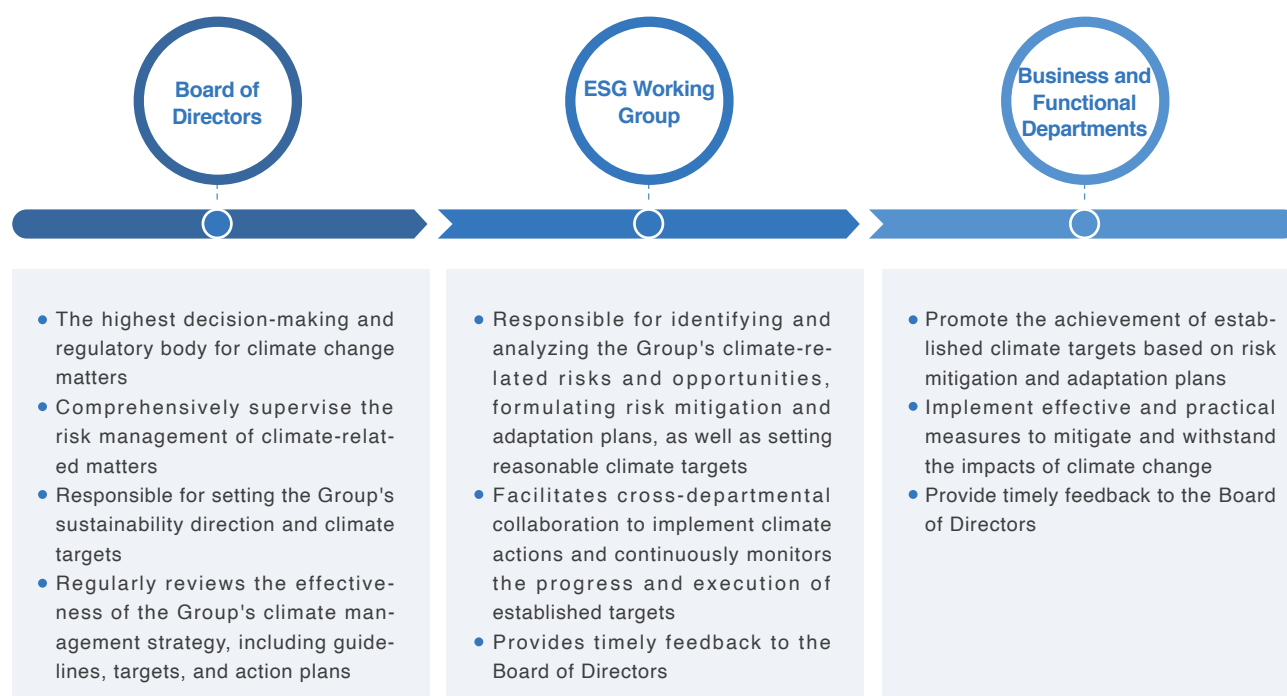 Board of
Directors
ESG Working
Group
Business and
Functional
Departments
The highest decision-making and
regulatory body for climate change
matters
Comprehensively supervise the
risk management of climate-relat-
ed matters
Responsible for setting the Group's
sustainability direction and climate
targets
Regularly reviews the effective-
ness of the Group's climate man-
agement strategy, including guide-
lines, targets, and action plans
Responsible for identifying and
analyzing the Group's climate-re-
lated risks and opportunities,
formulating risk mitigation and
adaptation plans, as well as setting
reasonable climate targets
Facilitates cross-departmental
collaboration to implement climate
actions and continuously monitors
the progress and execution of
established targets
Provides timely feedback to the
Board of Directors
Promote the achievement of estab-
lished climate targets based on risk
mitigation and adaptation plans
Implement effective and practical
measures to mitigate and withstand
the impacts of climate change
Provide timely feedback to the Board
of Directors